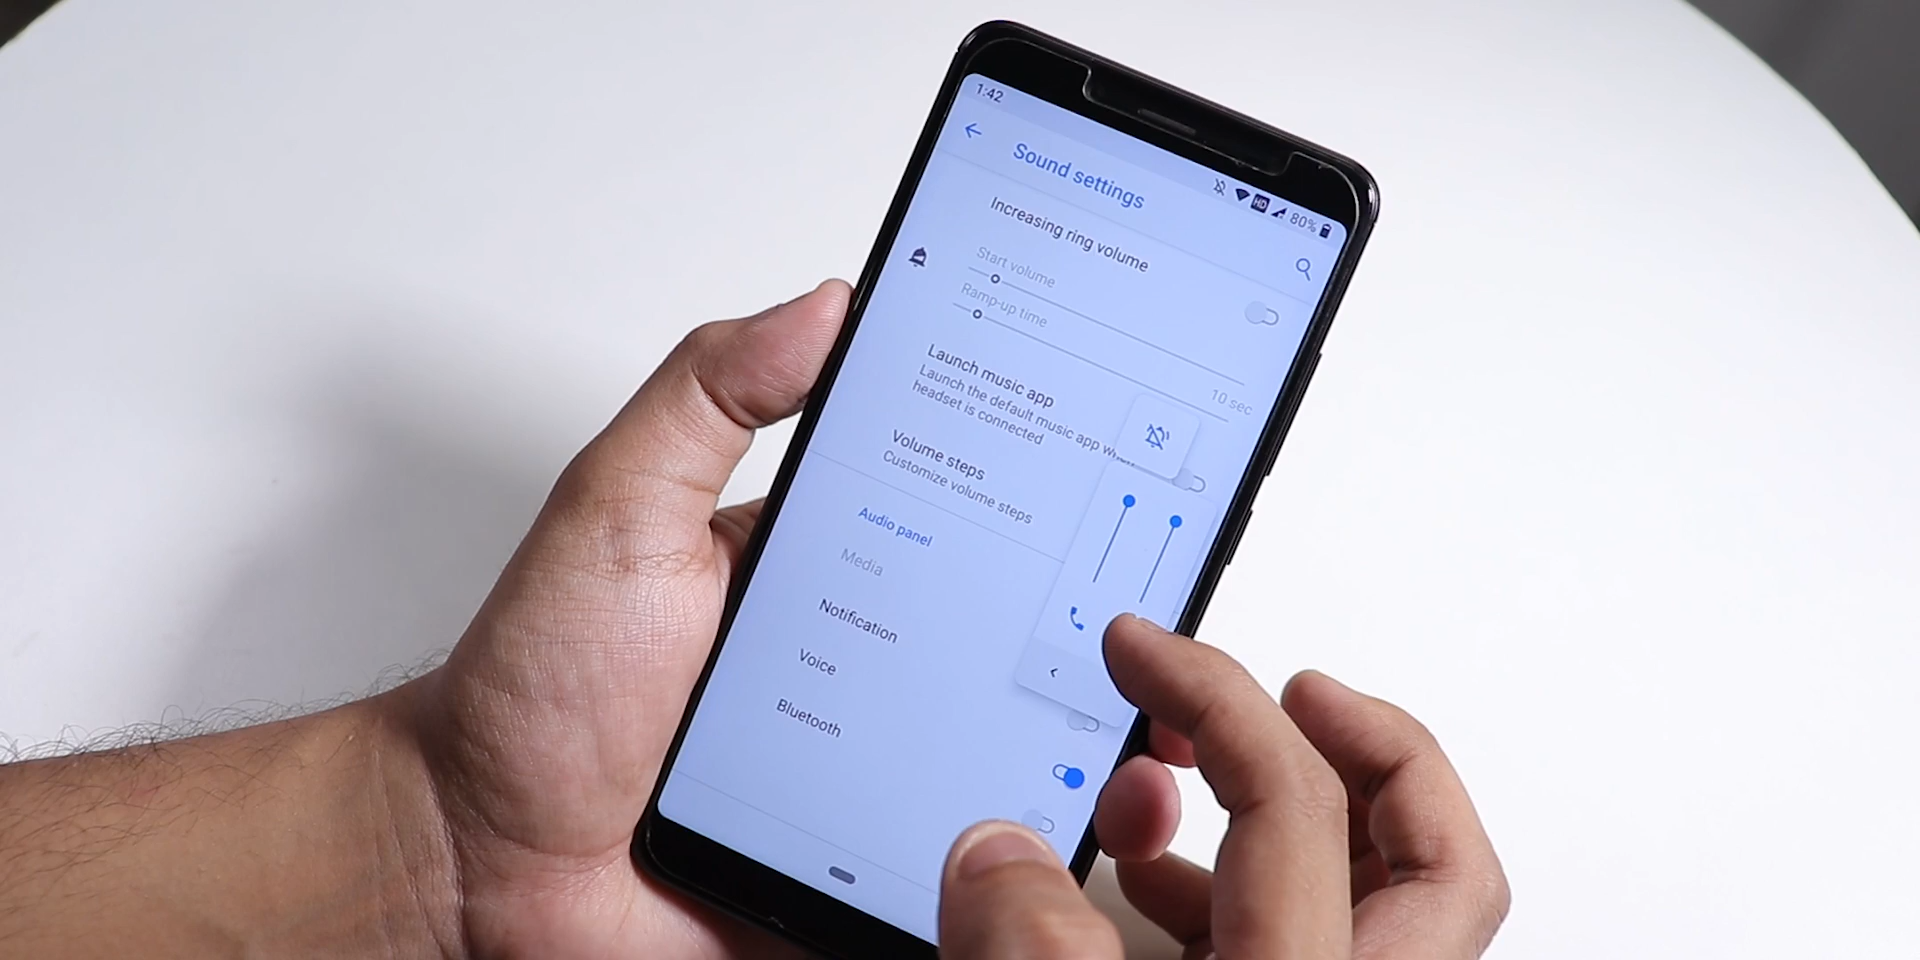 1:42
HD 80%
Sound settings
Increasing ring volume
Start volume
Ramp-up time
10 sec
Launch music app
Launch the default music app
headset is connected
Volume steps
Customize volume steps
Audio panel
Media
Notification
Voice
Bluetooth